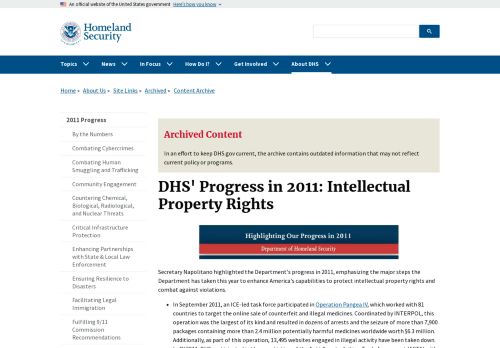 An official website of the United States government Here's how you know
Homeland
Security
Topics News In Focus How Do I? Get Involved About DHS
Home About Us Site Links Archived Content Archive
2011 Progress
By the Numbers
Combating Cybercrimes
Combating Human
Smuggling and Trafficking
Community Engagement
Countering Chemical,
Biological, Radiological,
and Nuclear Threats
Critical Infrastructure
Protection
Enhancing Partnerships
with State & Local Law
Enforcement
Ensuring Resilience to
Disasters
Facilitating Legal
Immigration
Fulfilling 9/11
Commission
Recommendations
Archived Content
In an effort to keep DHS.gov current, the archive contains outdated information that may not reflect
current policy or programs.
DHS' Progress in 2011: Intellectual
Property Rights
Highlighting Our Progress in 2011
Department of Homeland Security
Secretary Napolitano highlighted the Department's progress in 2011, emphasizing the major steps the
Department has taken this year to enhance America's capabilities to protect intellectual property rights and
combat against violations.
• In September 2011, an ICE-led task force participated in Operation Pangea IV, which worked with 81
countries to target the online sale of counterfeit and illegal medicines. Coordinated by INTERPOL, this
operation was the largest of its kind and resulted in dozens of arrests and the seizure of more than 7,900
packages containing more than 2.4 million potentially harmful medicines worldwide worth $6.3 million.
Additionally, as part of this operation, 13,495 websites engaged in illegal activity have been taken down.